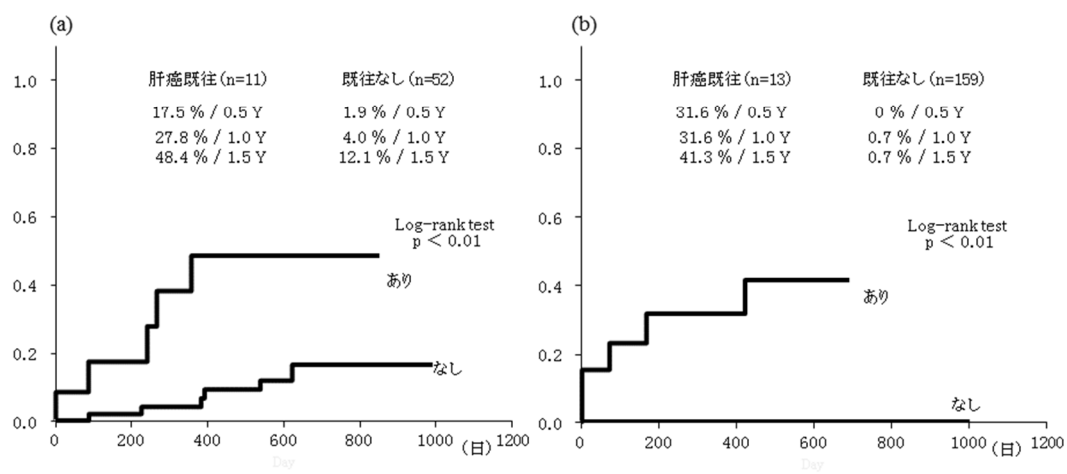 (a)
肝癌既往(n=11) 既往なし(n=52)
17.5 % / 0.5 Y 1.9 % / 0.5 Y
27.8 % / 1.0 Y 4.0 % / 1.0 Y
48.4 % / 1.5 Y 12.1 % / 1.5 Y
Log-rank test
p < 0.01
あり
なし
1.0
0.8
0.6
0.4
0.2
0.0
0 200 400 600 800 1000 1200
(日)
Day
(b)
肝癌既往(n=13) 既往なし(n=159)
31.6 % / 0.5 Y 0 % / 0.5 Y
31.6 % / 1.0 Y 0.7 % / 1.0 Y
41.3 % / 1.5 Y 0.7 % / 1.5 Y
Log-rank test
p < 0.01
あり
なし
1.0
0.8
0.6
0.4
0.2
0.0
0 200 400 600 800 1000 1200
(日)
Day